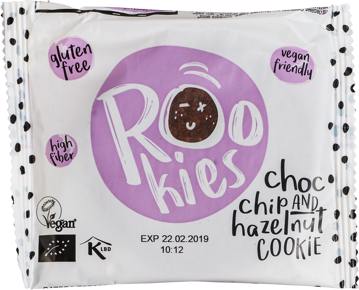 gluten
free
vegan
friendly
high
fiber
Roo
kies
choc
chip AND
hazelnut
COOKIE
Vegan
K LBD
EXP 22 02.2019
10:12